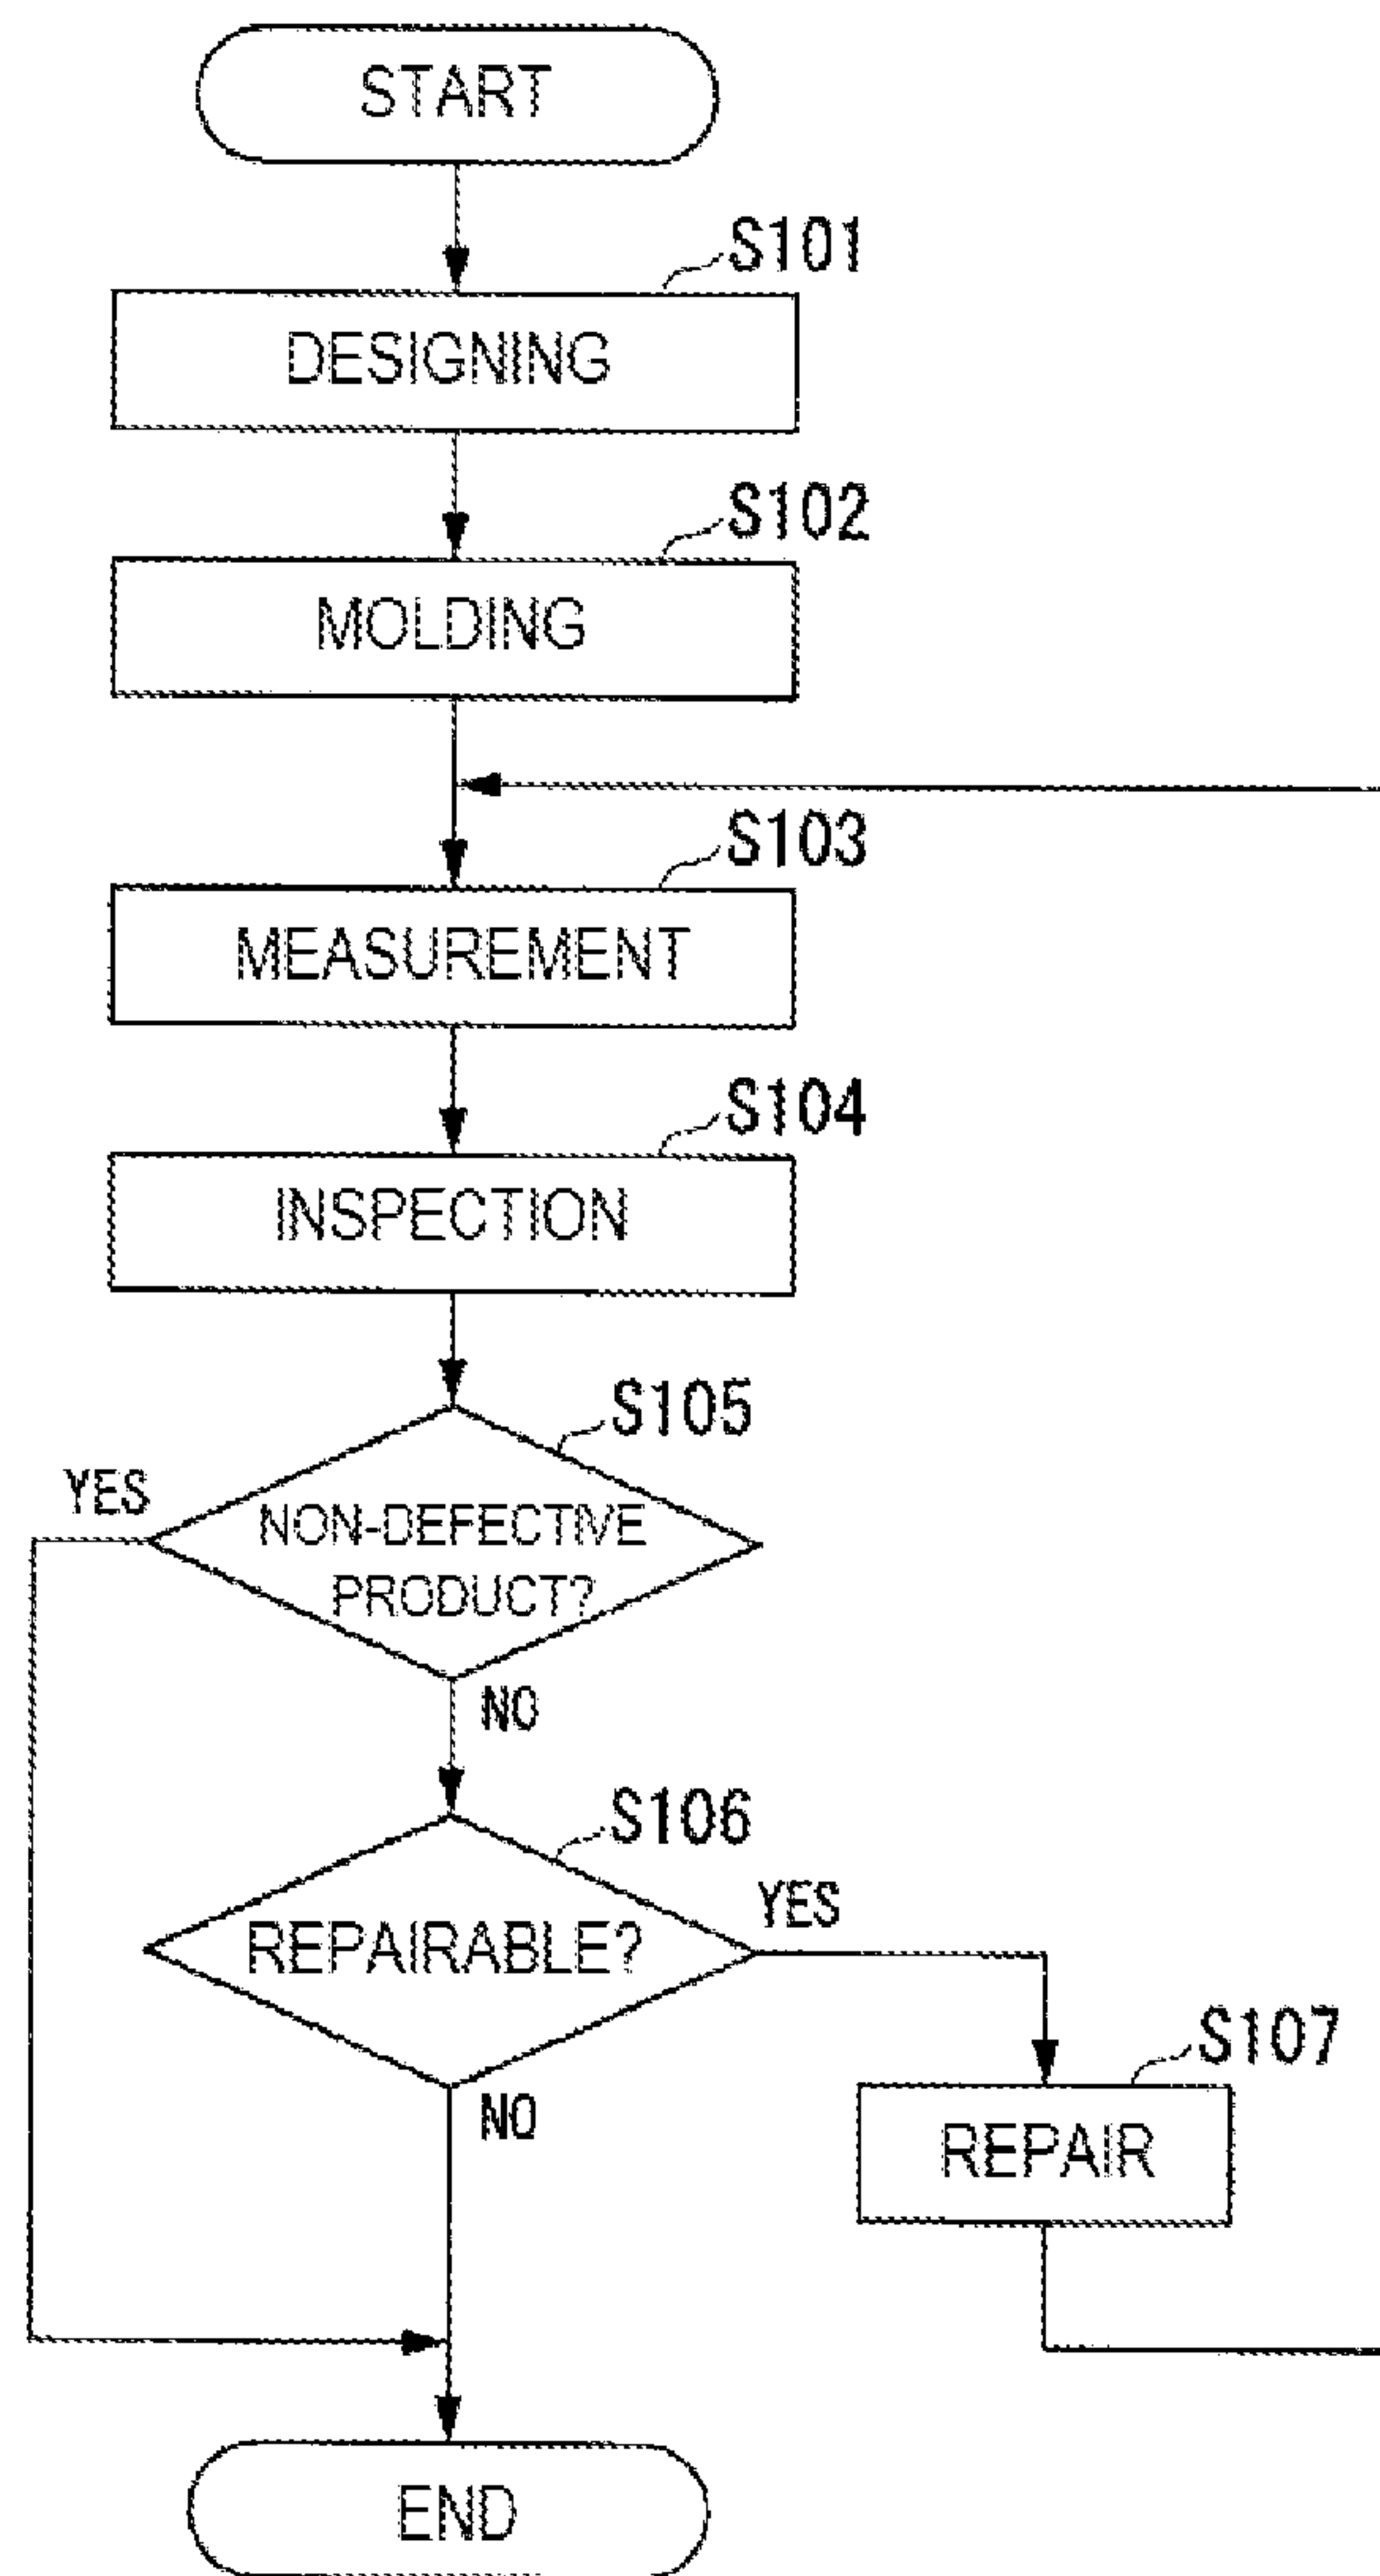 START
S101
DESIGNING
S102
MOLDING
S103
MEASUREMENT
S104
INSPECTION
S105
YES
NON-DEFECTIVE
PRODUCT?
NO
S106
YES
REPAIRABLE?
S107
NO
REPAIR
END